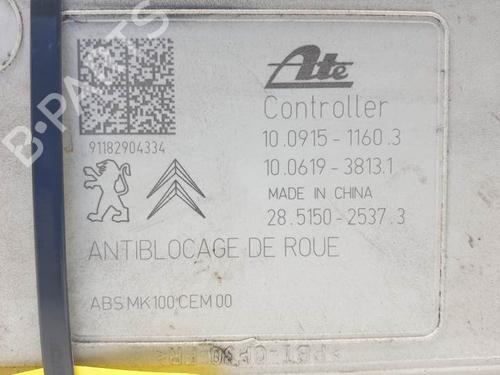 B-PARTS
Ate
Controller
91182904334
10.0915-1160.3
10.0619-3813.1
MADE IN CHINA
28.5150-2537.3
ANTIBLOCAGE DE ROUE
ABS MK100 CEM 00